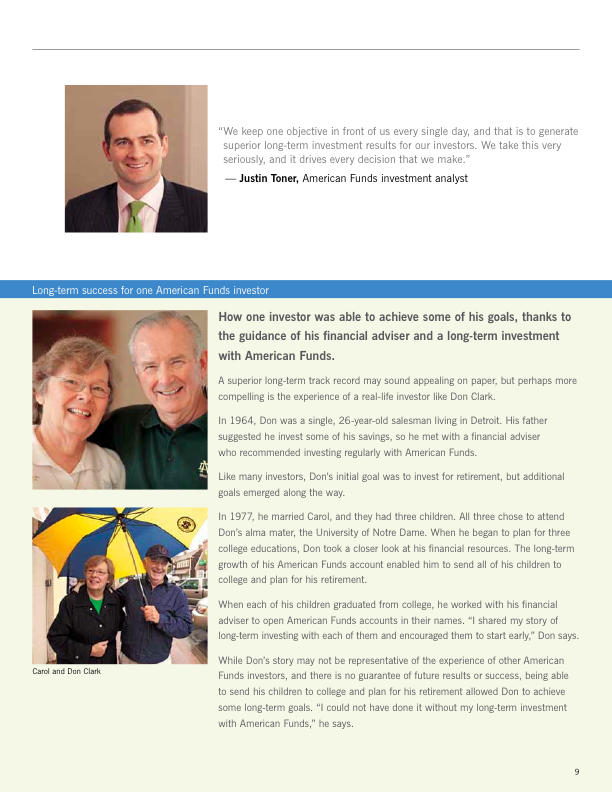 “We keep one objective in front of us every single day, and that is to generate
superior long-term investment results for our investors. We take this very
seriously, and it drives every decision that we make.”
— Justin Toner, American Funds investment analyst
Long-term success for one American Funds investor
How one investor was able to achieve some of his goals, thanks to
the guidance of his financial adviser and a long-term investment
with American Funds.
A superior long-term track record may sound appealing on paper, but perhaps more
compelling is the experience of a real-life investor like Don Clark.
In 1964, Don was a single, 26-year-old salesman living in Detroit. His father
suggested he invest some of his savings, so he met with a financial adviser
who recommended investing regularly with American Funds.
Like many investors, Don’s initial goal was to invest for retirement, but additional
goals emerged along the way.
In 1977, he married Carol, and they had three children. All three chose to attend
Don’s alma mater, the University of Notre Dame. When he began to plan for three
college educations, Don took a closer look at his financial resources. The long-term
growth of his American Funds account enabled him to send all of his children to
college and plan for his retirement.
When each of his children graduated from college, he worked with his financial
adviser to open American Funds accounts in their names. “I shared my story of
long-term investing with each of them and encouraged them to start early,” Don says.
While Don’s story may not be representative of the experience of other American
Funds investors, and there is no guarantee of future results or success, being able
to send his children to college and plan for his retirement allowed Don to achieve
some long-term goals. “I could not have done it without my long-term investment
with American Funds,” he says.
Carol and Don Clark
9